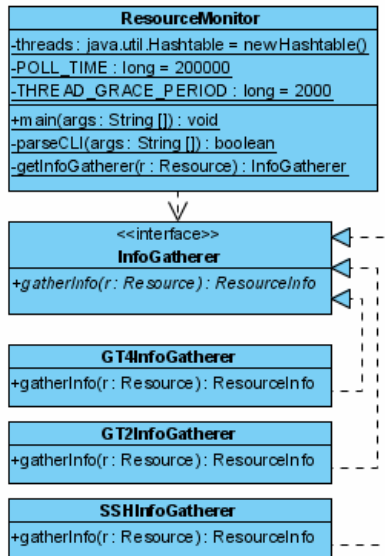 ResourceMonitor
-threads : java.util.Hashtable = newHashtable()
-POLL_TIME : long = 200000
-THREAD_GRACE_PERIOD : long = 2000
+main(args : String []) : void
-parseCLI(args : String []) : boolean
-getInfoGatherer(r : Resource) : InfoGatherer
<<interface>>
InfoGatherer
+gatherInfo(r : Resource) : ResourceInfo
GT4InfoGatherer
+gatherInfo(r : Resource) : ResourceInfo
GT2InfoGatherer
+gatherInfo(r : Resource) : ResourceInfo
SSHInfoGatherer
+gatherInfo(r : Resource) : ResourceInfo